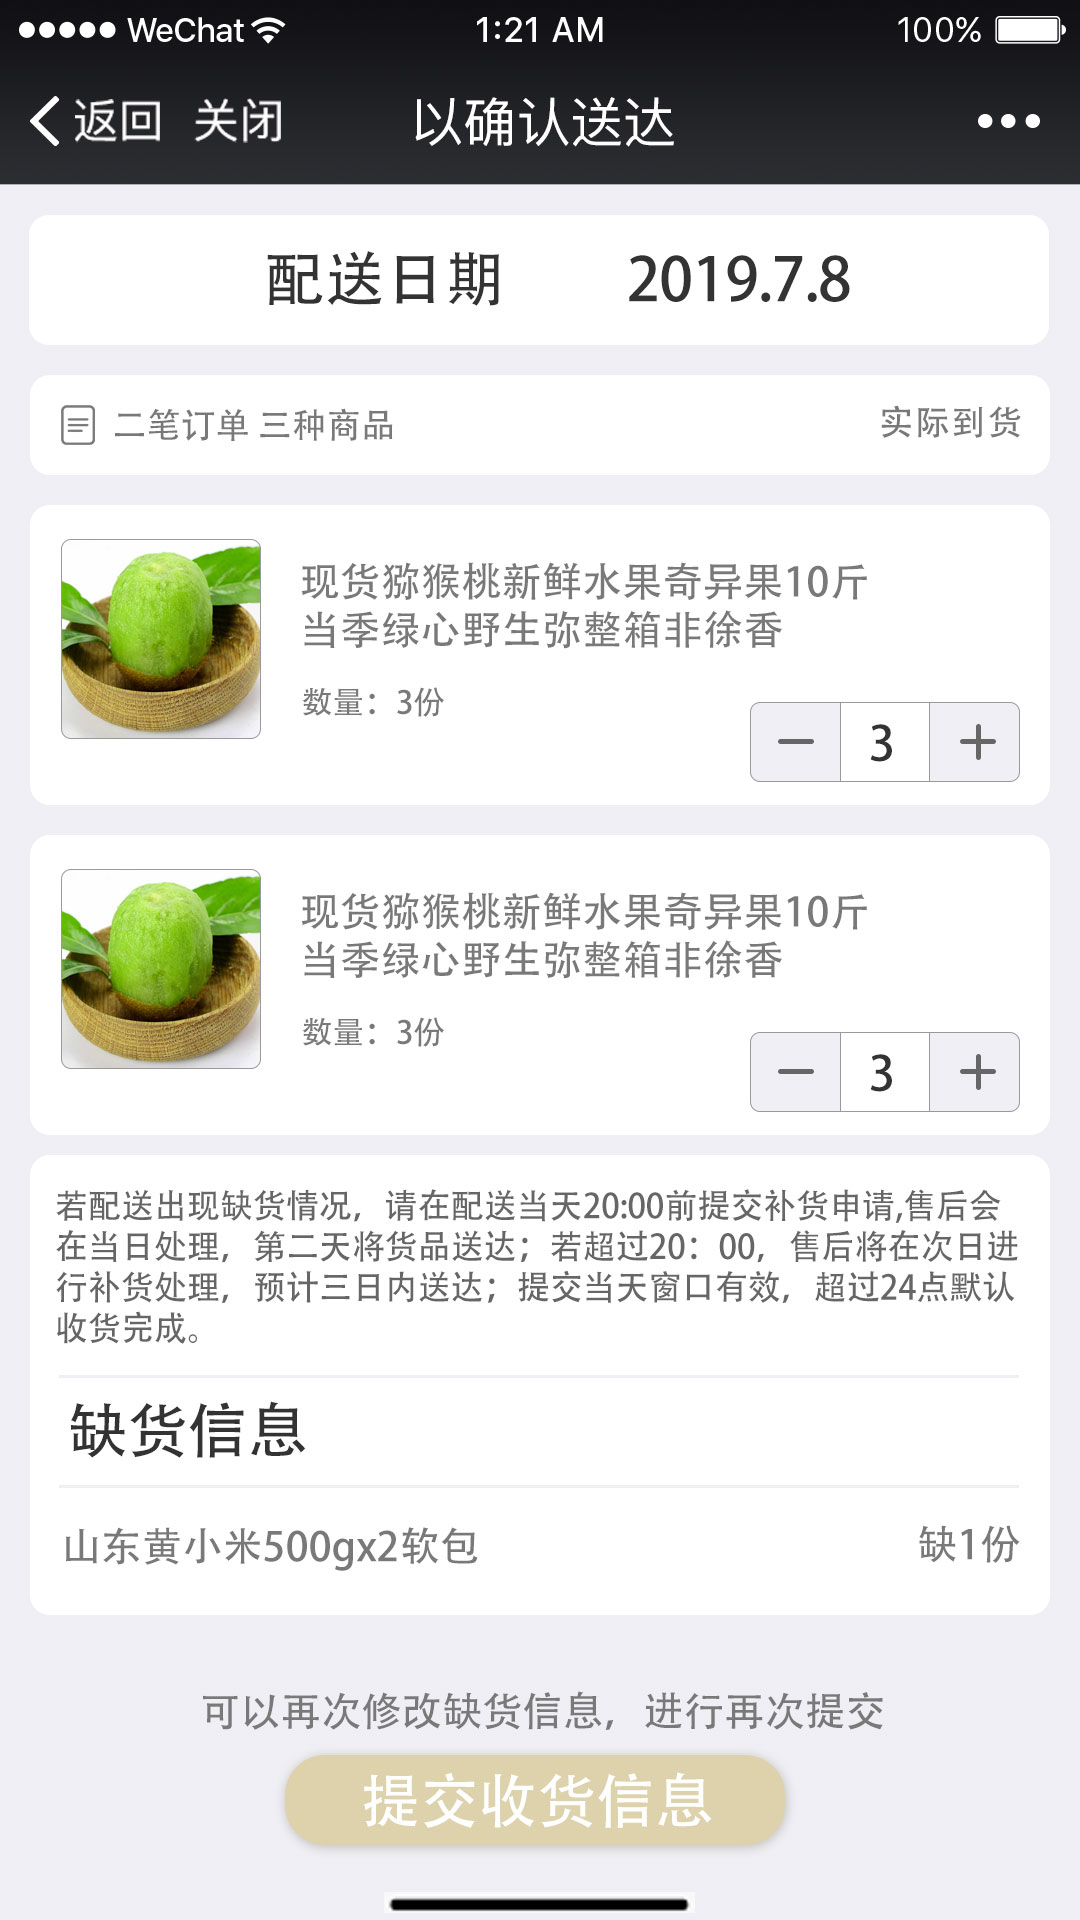 WeChat 1:21 AM 100%
返回 关闭 以确认送达
配送日期 2019.7.8
二笔订单 三种商品 实际到货
现货猕猴桃新鲜水果奇异果10斤
当季绿心野生弥整箱非徐香
数量：3份
3
现货猕猴桃新鲜水果奇异果10斤
当季绿心野生弥整箱非徐香
数量：3份
3
若配送出现缺货情况，请在配送当天20:00前提交补货申请,售后会
在当日处理，第二天将货品送达；若超过20：00，售后将在次日进
行补货处理，预计三日内送达；提交当天窗口有效，超过24点默认
收货完成。
缺货信息
山东黄小米500gx2软包 缺1份
可以再次修改缺货信息，进行再次提交
提交收货信息